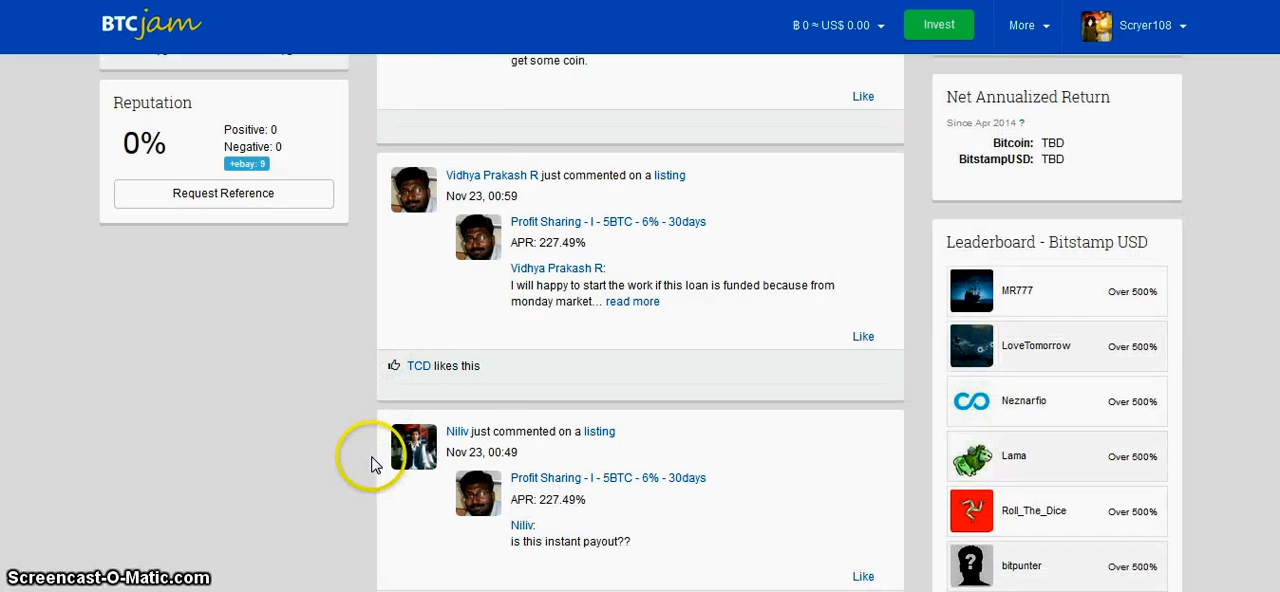 BTCjam
฿ 0 ≈ US$ 0.00
Invest
More
Scryer108
Reputation
0%
Positive: 0
Negative: 0
+ebay: 9
Request Reference
get some coin.
Like
Vidhya Prakash R just commented on a listing
Nov 23, 00:59
Profit Sharing - I - 5BTC - 6% - 30days
APR: 227.49%
Vidhya Prakash R:
I will happy to start the work if this loan is funded because from
monday market... read more
Like
TCD likes this
Niliv just commented on a listing
Nov 23, 00:49
Profit Sharing - I - 5BTC - 6% - 30days
APR: 227.49%
Niliv:
is this instant payout??
Like
Net Annualized Return
Since Apr 2014 ?
Bitcoin: TBD
BitstampUSD: TBD
Leaderboard - Bitstamp USD
MR777 Over 500%
LoveTomorrow Over 500%
Neznarfio Over 500%
Lama Over 500%
Roll_The_Dice Over 500%
bitpunter Over 500%
Screencast-O-Matic.com